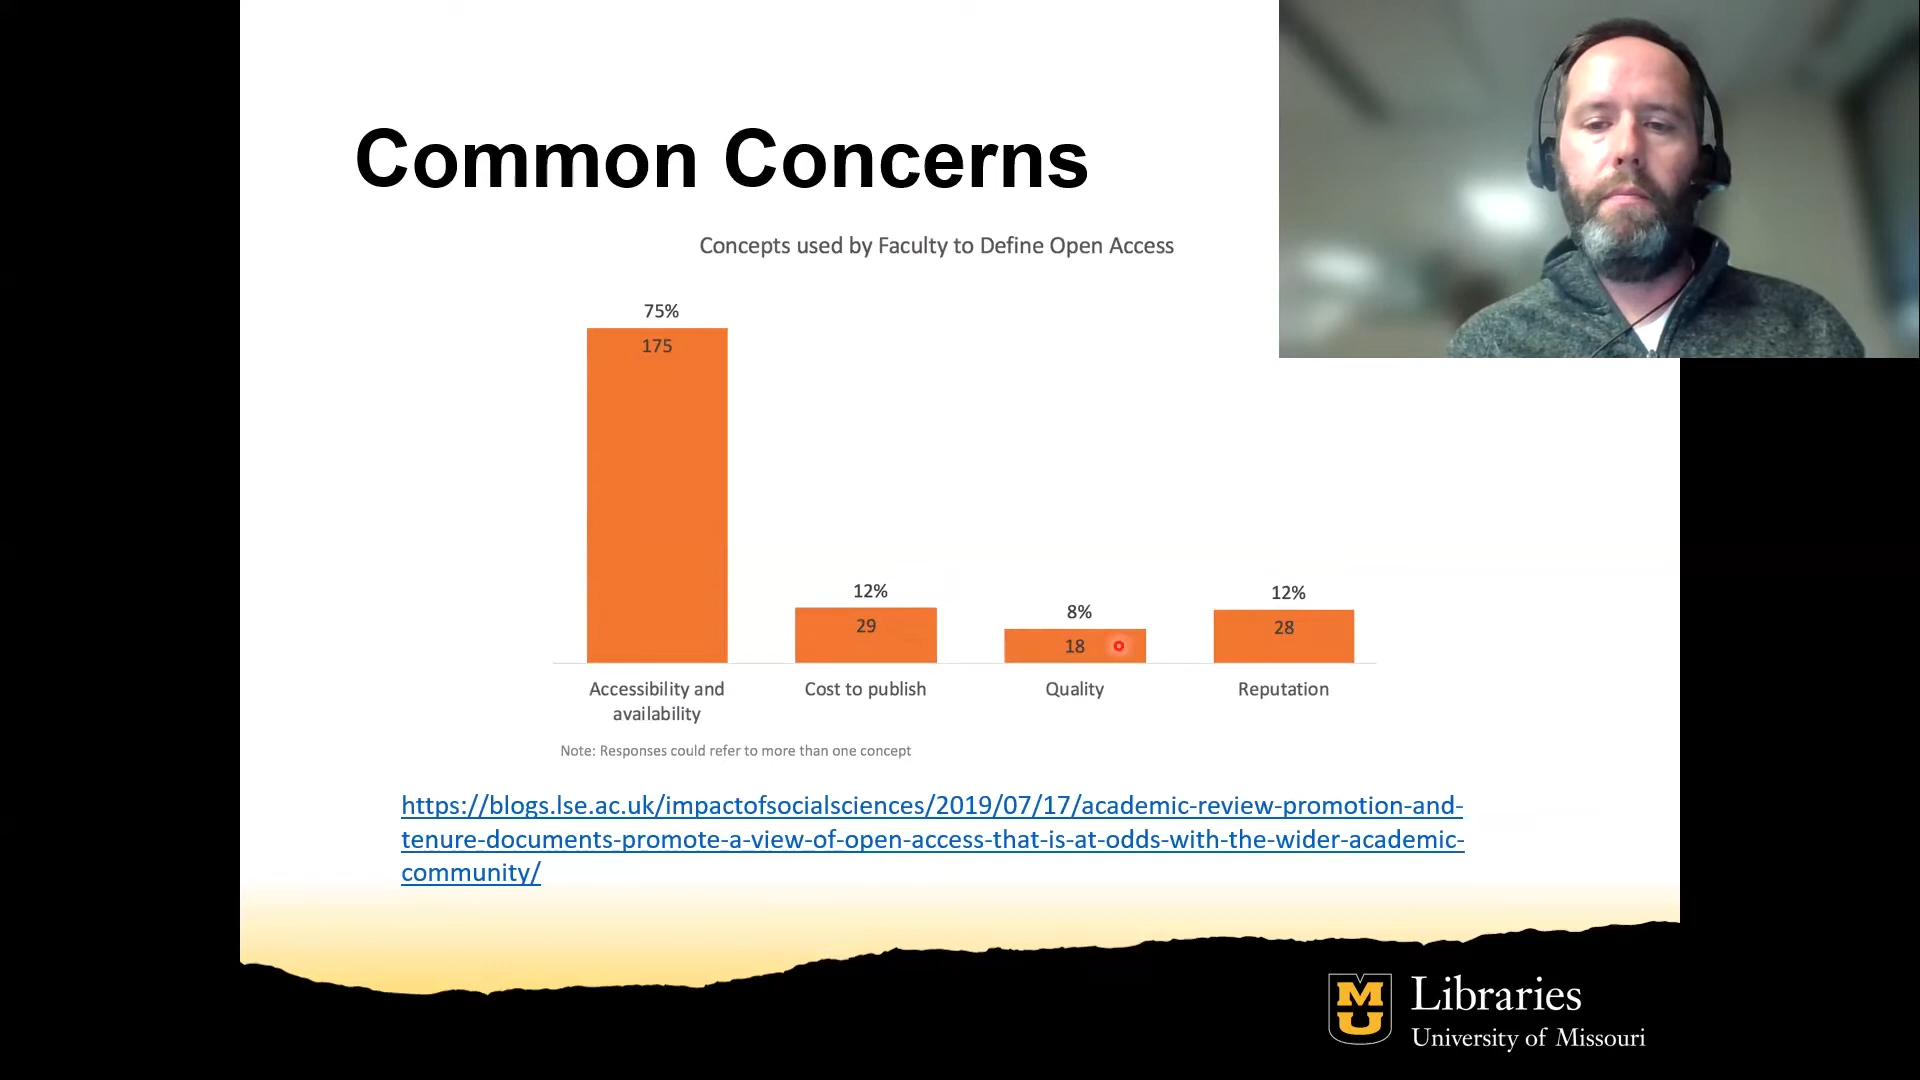 Common Concerns
Concepts used by Faculty to Define Open Access
75%
175
12%
29
8%
18
12%
28
Accessibility and
availability
Cost to publish
Quality
Reputation
Note: Responses could refer to more than one concept
https://blogs.lse.ac.uk/impactofsocialsciences/2019/07/17/academic-review-promotion-and-
tenure-documents-promote-a-view-of-open-access-that-is-at-odds-with-the-wider-academic-
community/
MU
Libraries
University of Missouri